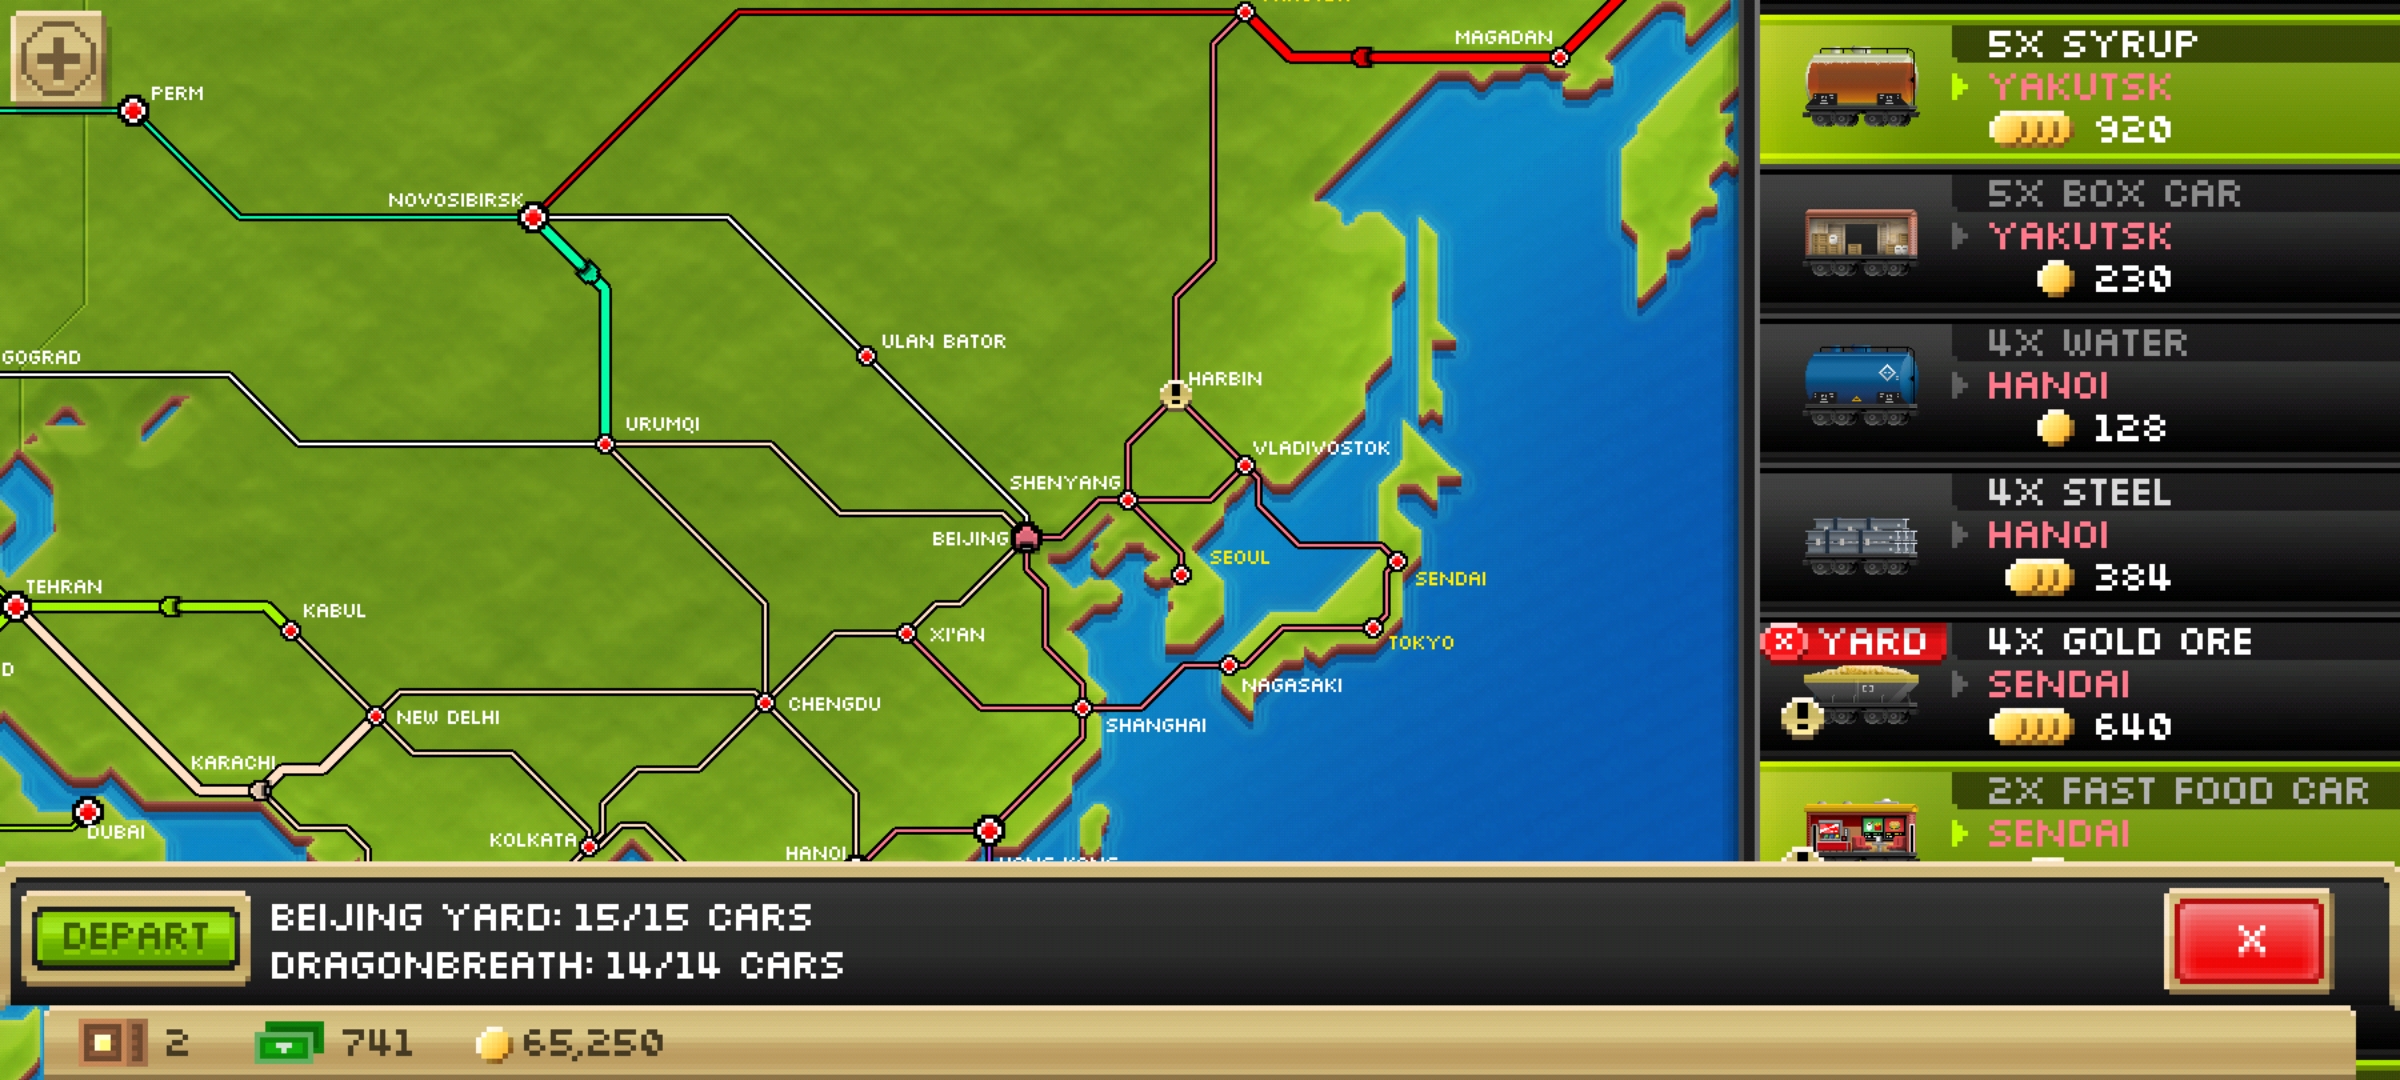 MAGADAN
PERM
NOVOSIBIRSK
ULAN BATOR
GOGRAD
HARBIN
URUMQI
VLADIVOSTOK
SHENYANG
BEIJING
SEOUL
SENDAI
TEHRAN
KABUL
XI'AN
TOKYO
D
NAGASAKI
NEW DELHI
CHENGDU
SHANGHAI
KARACHI
DUBAI
KOLKATA
HANOI
HONG KONG
5X SYRUP
YAKUTSK
920
5X BOX CAR
YAKUTSK
230
4X WATER
HANOI
128
4X STEEL
HANOI
384
YARD
4X GOLD ORE
SENDAI
640
2X FAST FOOD CAR
SENDAI
DEPART
BEIJING YARD: 15/15 CARS
DRAGONBREATH: 14/14 CARS
X
2
741
65,250